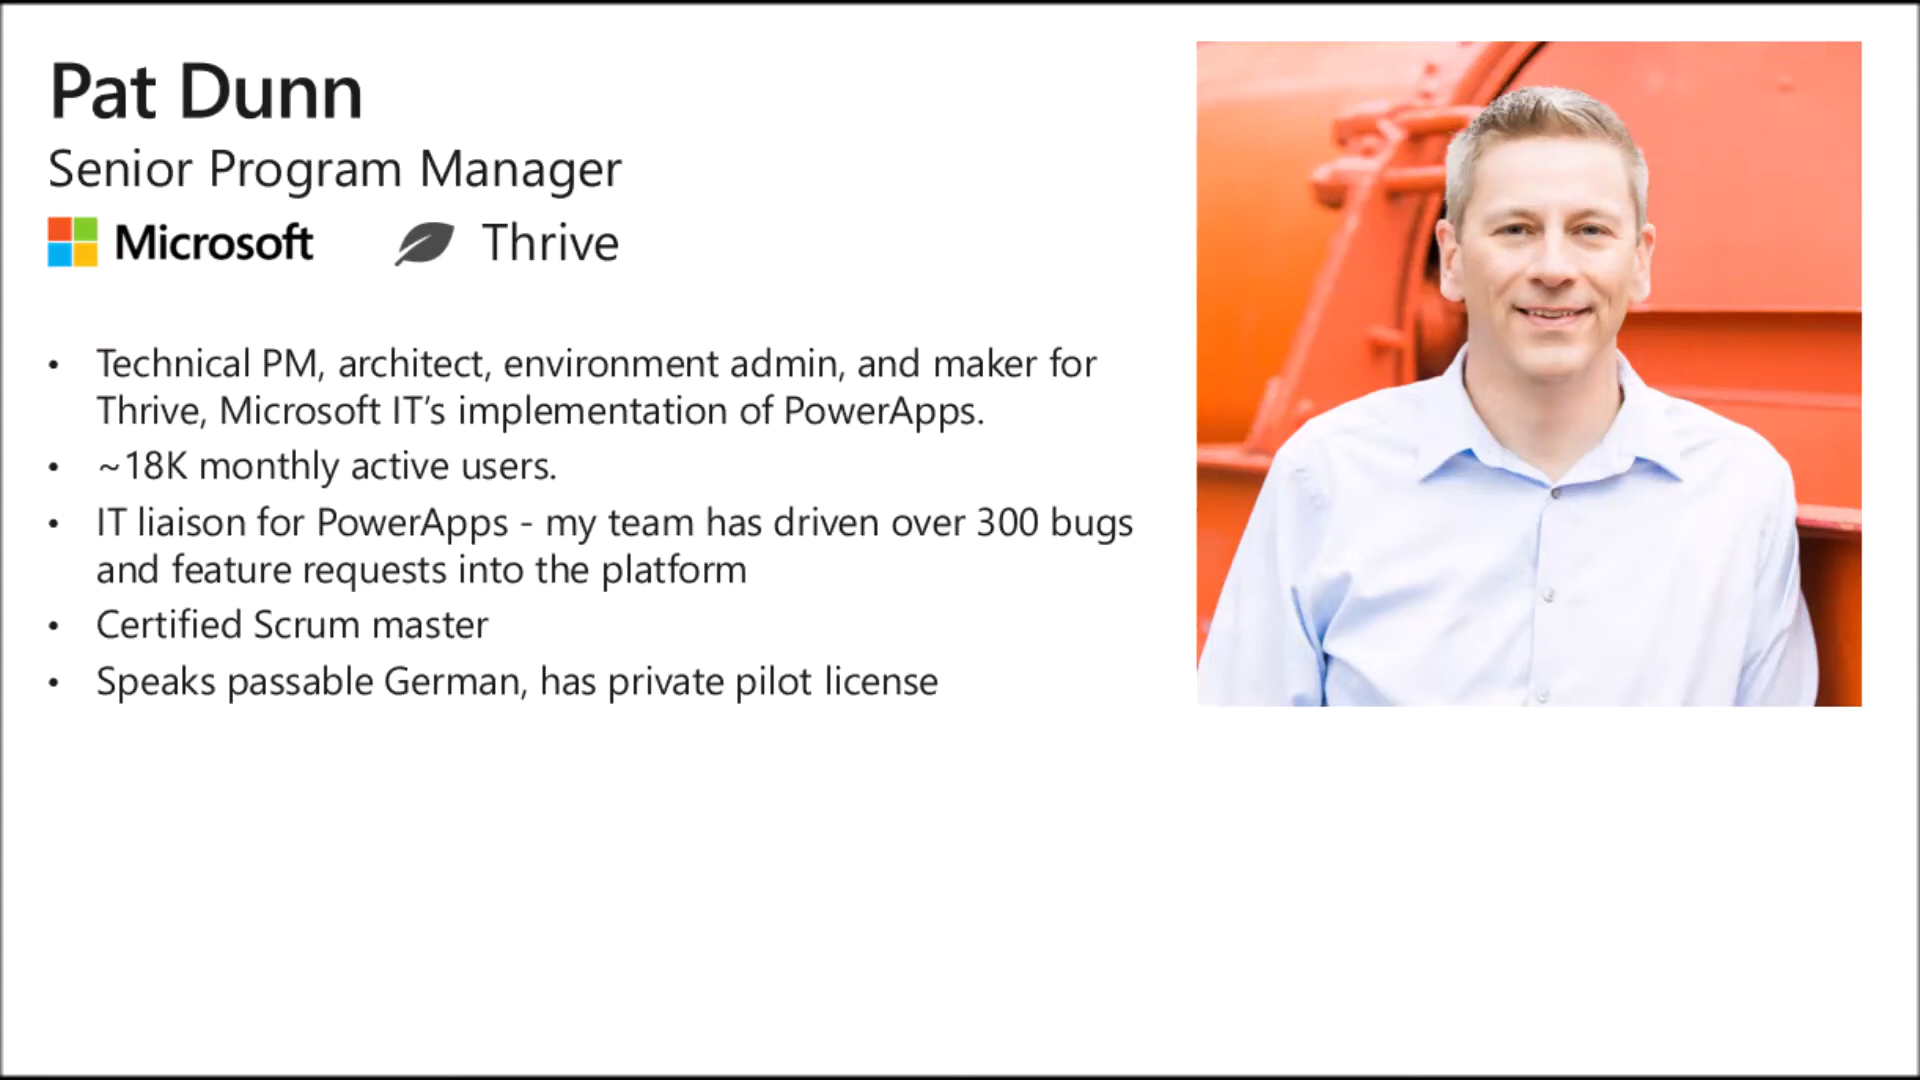 Pat Dunn
Senior Program Manager
Microsoft Thrive
• Technical PM, architect, environment admin, and maker for
Thrive, Microsoft IT’s implementation of PowerApps.
• ~18K monthly active users.
• IT liaison for PowerApps - my team has driven over 300 bugs
and feature requests into the platform
• Certified Scrum master
• Speaks passable German, has private pilot license